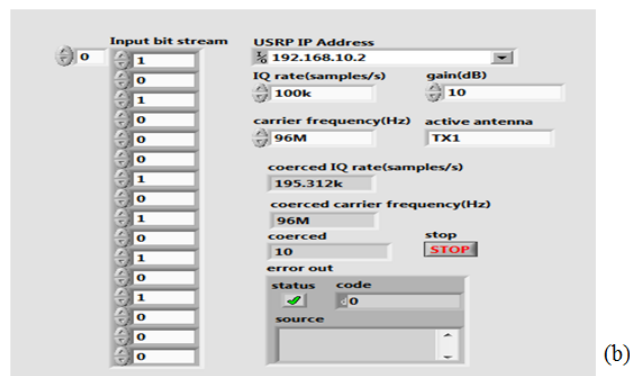 Input bit stream
0
1
0
1
0
0
0
1
0
1
0
1
0
1
0
0
0
USRP IP Address
192.168.10.2
IQ rate(samples/s) gain(dB)
100k 10
carrier frequency(Hz) active antenna
96M TX1
coerced IQ rate(samples/s)
195.312k
coerced carrier frequency(Hz)
96M
coerced stop
10 STOP
error out
status code
d0
source
(b)